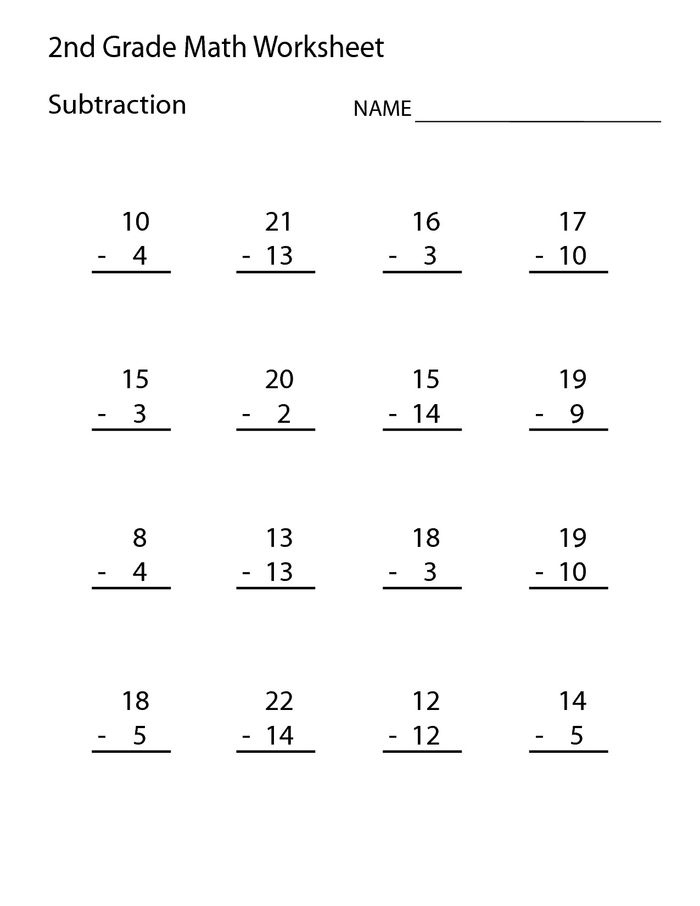 2nd Grade Math Worksheet
Subtraction NAME
10 21 16 17
- 4 - 13 - 3 - 10
15 20 15 19
- 3 - 2 - 14 - 9
8 13 18 19
- 4 - 13 - 3 - 10
18 22 12 14
- 5 - 14 - 12 - 5